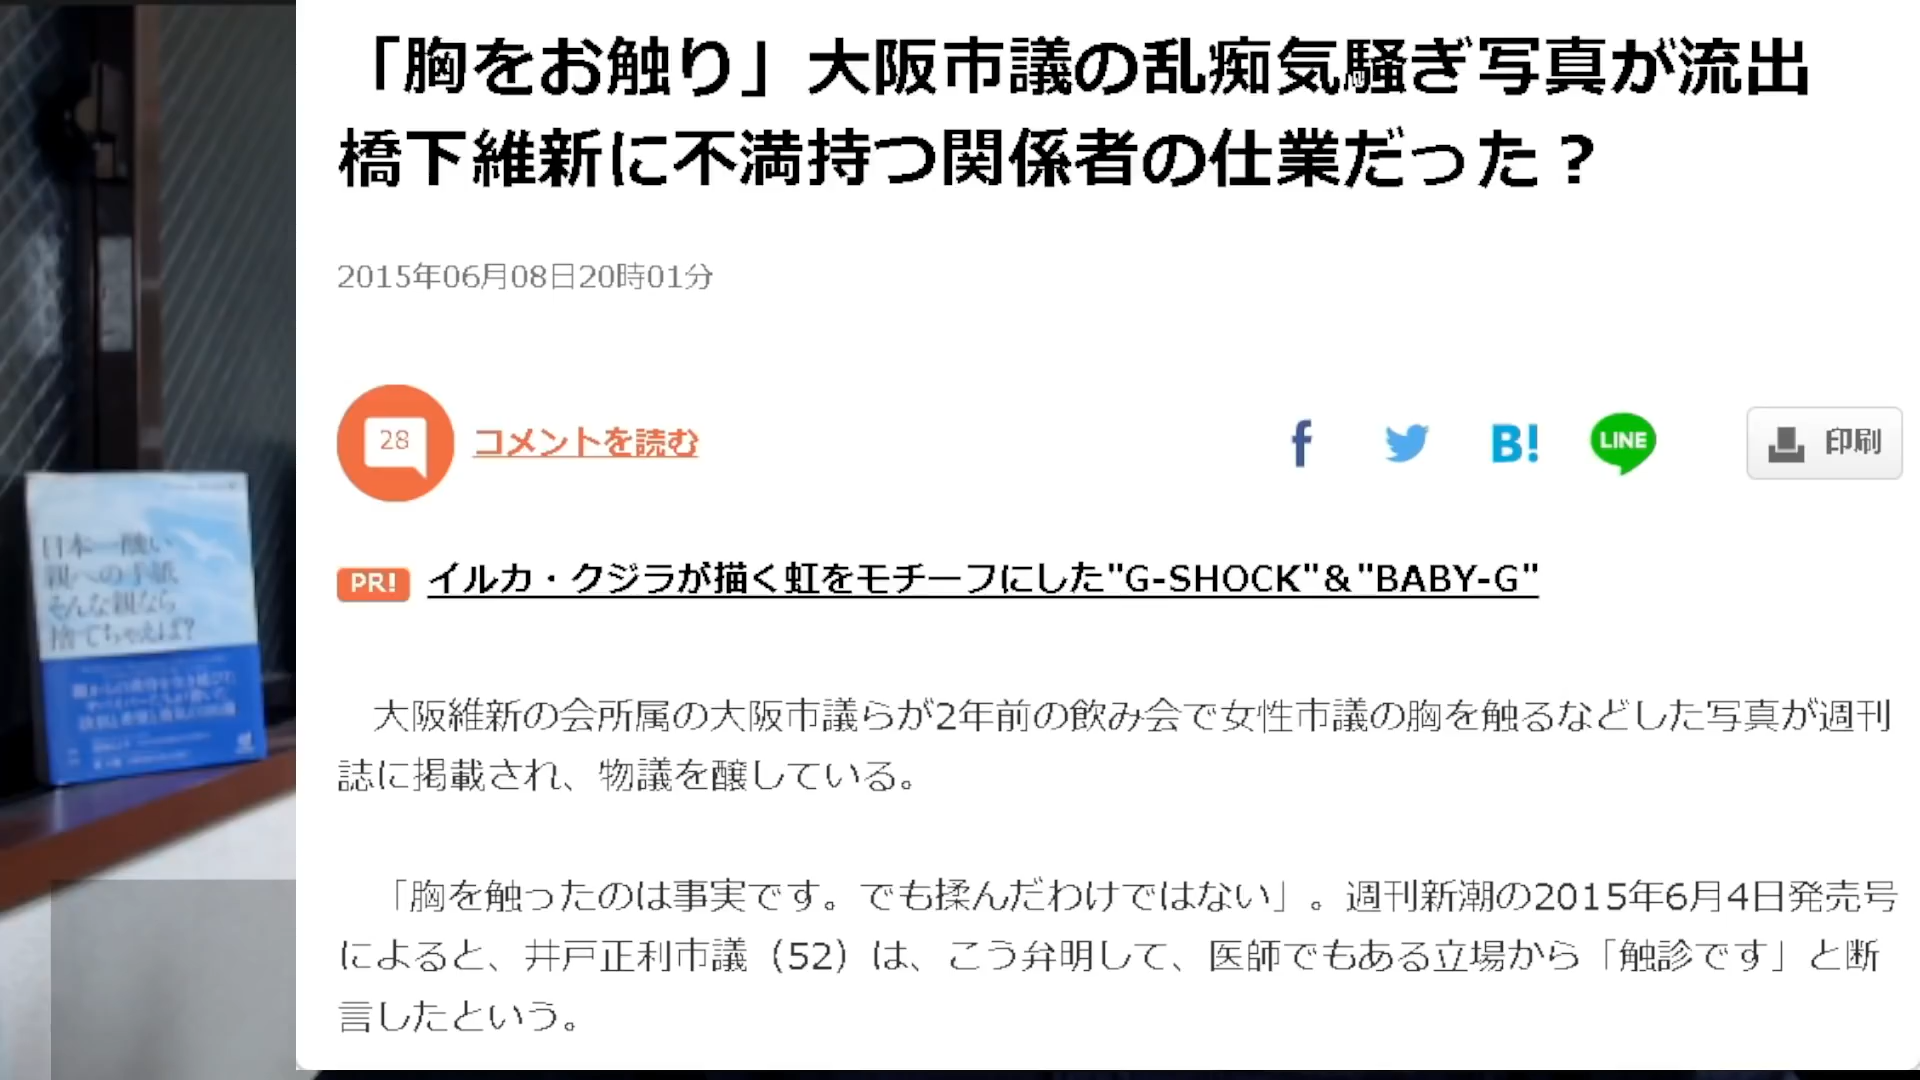 「胸をお触り」大阪市議の乱痴気騒ぎ写真が流出
橋下維新に不満持つ関係者の仕業だった？
2015年06月08日20時01分
28
コメントを読む
f
B!
LINE
印刷
PR!
イルカ・クジラが描く虹をモチーフにした"G-SHOCK"&"BABY-G"
大阪維新の会所属の大阪市議らが2年前の飲み会で女性市議の胸を触るなどした写真が週刊
誌に掲載され、物議を醸している。
「胸を触ったのは事実です。でも揉んだわけではない」。週刊新潮の2015年6月4日発売号
によると、井戸正利市議（52）は、こう弁明して、医師でもある立場から「触診です」と断
言したという。
日本一醜い
親への手紙
そんな親なら
捨てちゃえば?